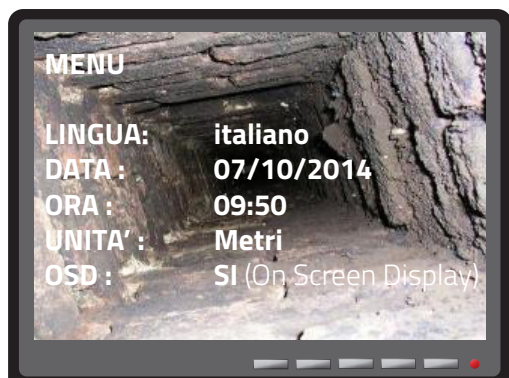 MENU
LINGUA: italiano
DATA : 07/10/2014
ORA : 09:50
UNITA' : Metri
OSD : SI (On Screen Display)